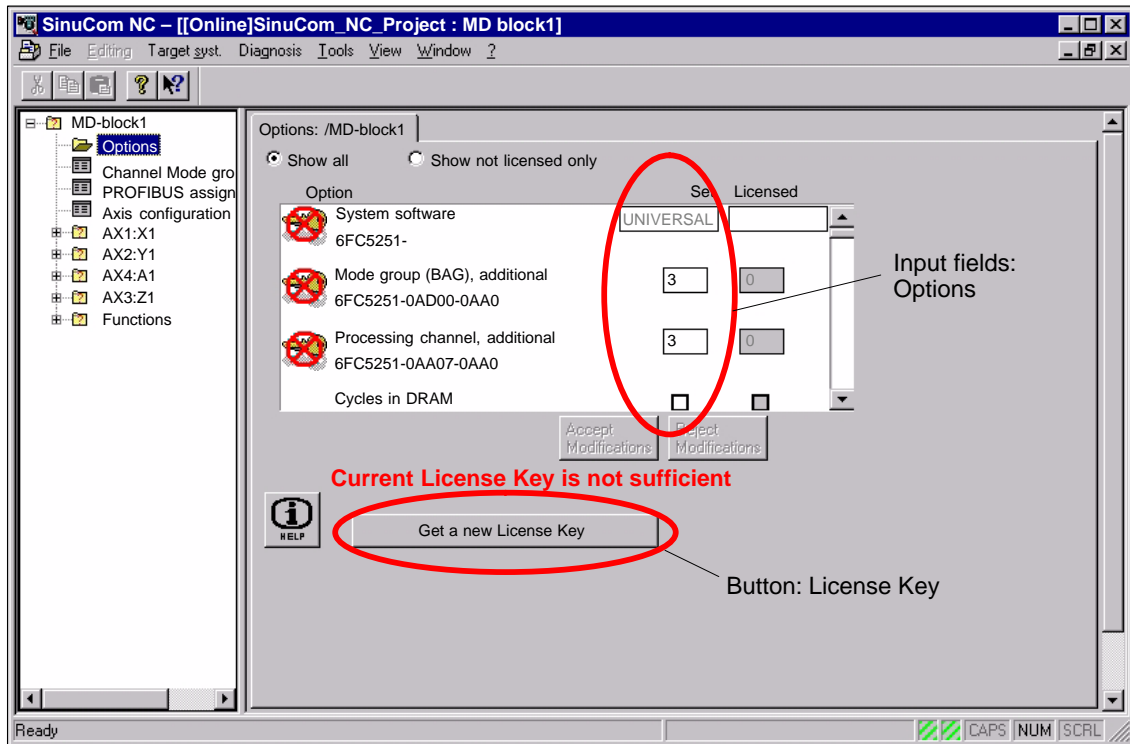 SinuCom NC – [[Online]SinuCom_NC_Project : MD block1]
File Editing Target syst. Diagnosis Tools View Window ?
MD-block1
Options
Channel Mode gro
PROFIBUS assign
Axis configuration
AX1:X1
AX2:Y1
AX4:A1
AX3:Z1
Functions
Options: /MD-block1
Show all Show not licensed only
Option Set Licensed
System software UNIVERSAL
6FC5251-
Mode group (BAG), additional 3 0
6FC5251-0AD00-0AA0
Processing channel, additional 3 0
6FC5251-0AA07-0AA0
Cycles in DRAM
Accept Modifications
Reject Modifications
Current License Key is not sufficient
HELP
Get a new License Key
Input fields:
Options
Button: License Key
Ready CAPS NUM SCRL